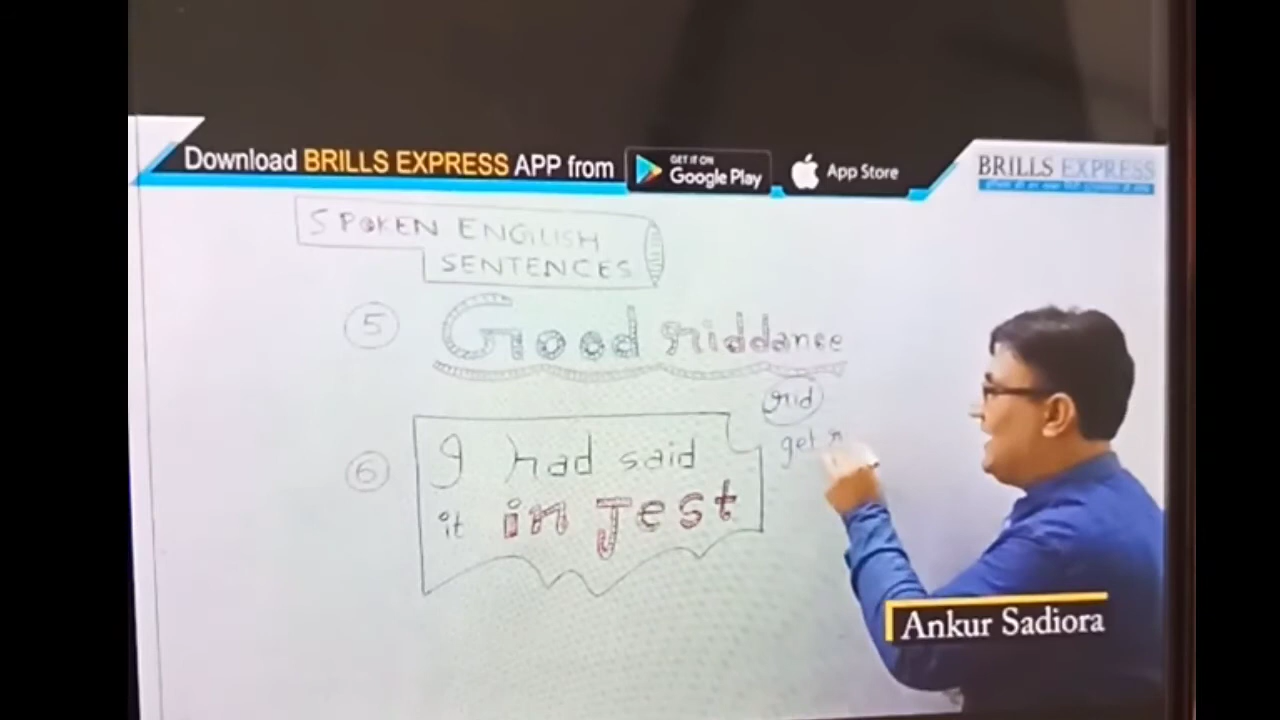 Download BRILLS EXPRESS APP from
GET IT ON
Google Play
App Store
BRILLS EXPRESS
SPOKEN ENGLISH
SENTENCES
5 Good riddance
rid
get r
6 I had said
it in Jest
Ankur Sadiora